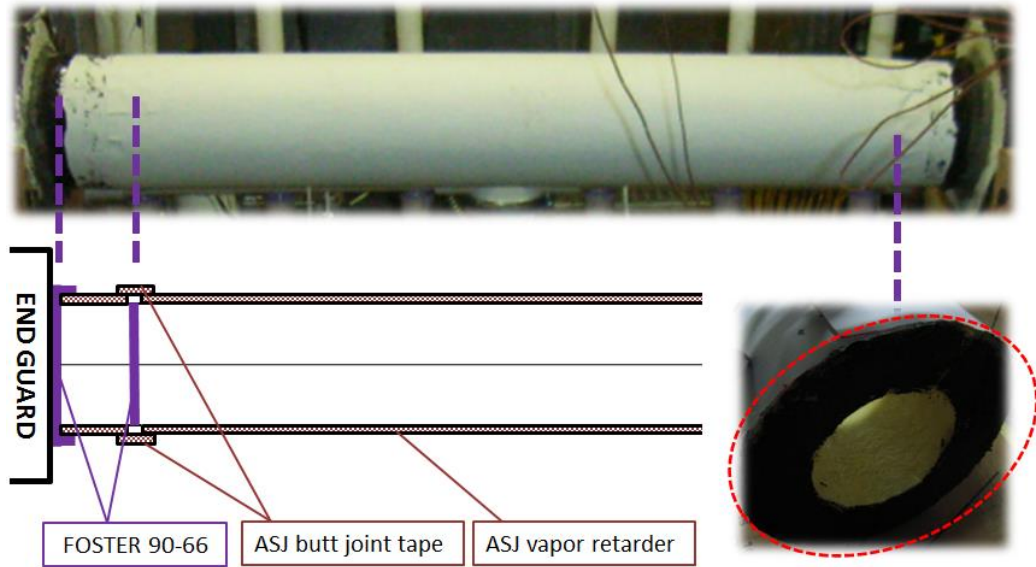 END GUARD
FOSTER 90-66
ASJ butt joint tape
ASJ vapor retarder